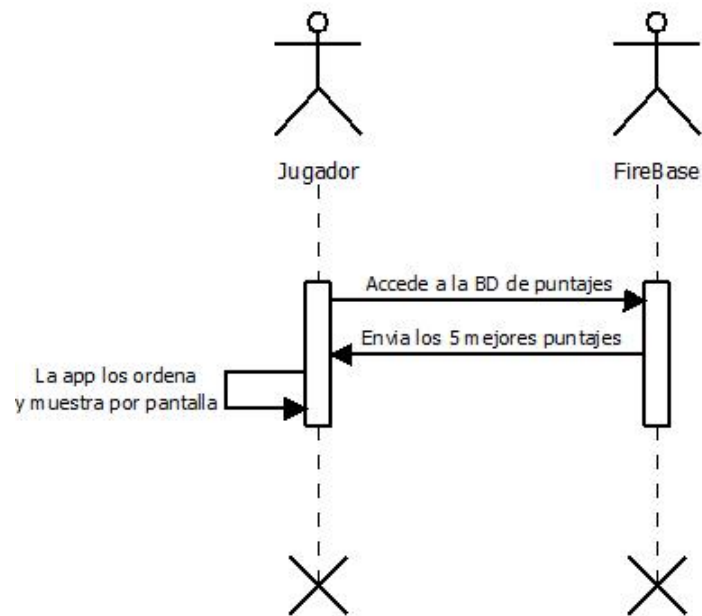 Jugador
FireBase
Accede a la BD de puntajes
Envia los 5 mejores puntajes
La app los ordena
y muestra por pantalla